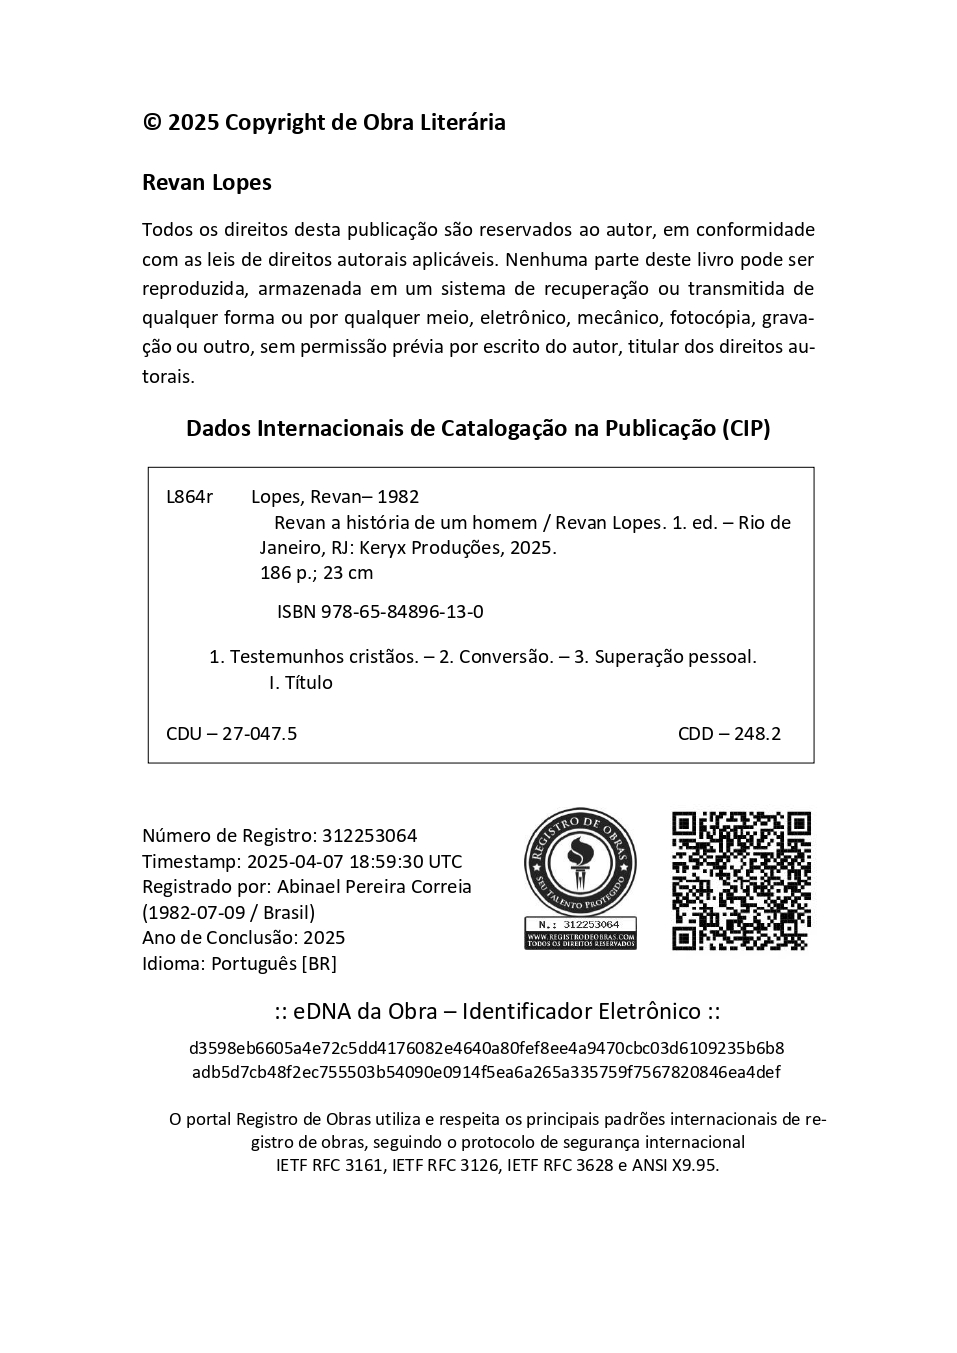 © 2025 Copyright de Obra Literária
Revan Lopes
Todos os direitos desta publicação são reservados ao autor, em conformidade
com as leis de direitos autorais aplicáveis. Nenhuma parte deste livro pode ser
reproduzida, armazenada em um sistema de recuperação ou transmitida de
qualquer forma ou por qualquer meio, eletrônico, mecânico, fotocópia, grava-
ção ou outro, sem permissão prévia por escrito do autor, titular dos direitos au-
torais.
Dados Internacionais de Catalogação na Publicação (CIP)
L864r Lopes, Revan– 1982
Revan a história de um homem / Revan Lopes. 1. ed. – Rio de
Janeiro, RJ: Keryx Produções, 2025.
186 p.; 23 cm
ISBN 978-65-84896-13-0
1. Testemunhos cristãos. – 2. Conversão. – 3. Superação pessoal.
I. Título
CDU – 27-047.5 CDD – 248.2
Número de Registro: 312253064
Timestamp: 2025-04-07 18:59:30 UTC
Registrado por: Abinael Pereira Correia
(1982-07-09 / Brasil)
Ano de Conclusão: 2025
Idioma: Português [BR]
REGISTRO DE OBRAS
SEU TALENTO PROTEGIDO
N.: 312253064
WWW.REGISTRODEOBRAS.COM
TODOS OS DIREITOS RESERVADOS
:: eDNA da Obra – Identificador Eletrônico ::
d3598eb6605a4e72c5dd4176082e4640a80fef8ee4a9470cbc03d6109235b6b8
adb5d7cb48f2ec755503b54090e0914f5ea6a265a335759f7567820846ea4def
O portal Registro de Obras utiliza e respeita os principais padrões internacionais de re-
gistro de obras, seguindo o protocolo de segurança internacional
IETF RFC 3161, IETF RFC 3126, IETF RFC 3628 e ANSI X9.95.